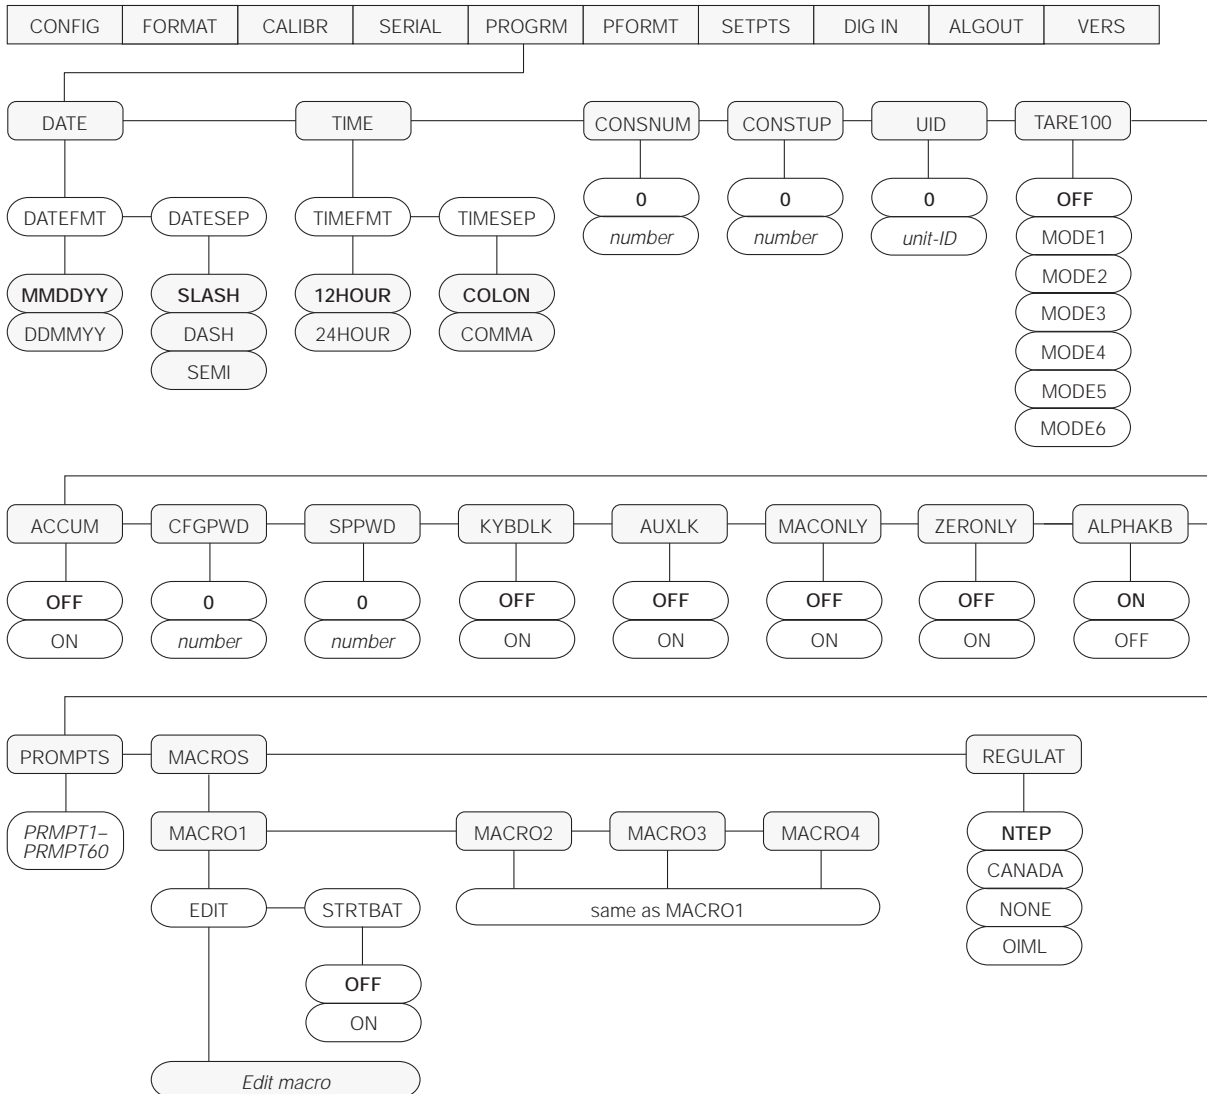 CONFIG FORMAT CALIBR SERIAL PROGRM PFORMT SETPTS DIG IN ALGOUT VERS
DATE TIME CONSNUM CONSTUP UID TARE100
0 0 0 OFF
DATEFMT DATESEP TIMEFMT TIMESEP number number unit-ID MODE1
MODE2
MMDDYY SLASH 12HOUR COLON MODE3
DDMMYY DASH 24HOUR COMMA MODE4
SEMI MODE5
MODE6
ACCUM CFGPWD SPPWD KYBDLK AUXLK MACONLY ZERONLY ALPHAKB
OFF 0 0 OFF OFF OFF OFF ON
ON number number ON ON ON ON OFF
PROMPTS MACROS REGULAT
PRMPT1– MACRO1 MACRO2 MACRO3 MACRO4 NTEP
PRMPT60
CANADA
EDIT STRTBAT same as MACRO1 NONE
OIML
OFF
ON
Edit macro